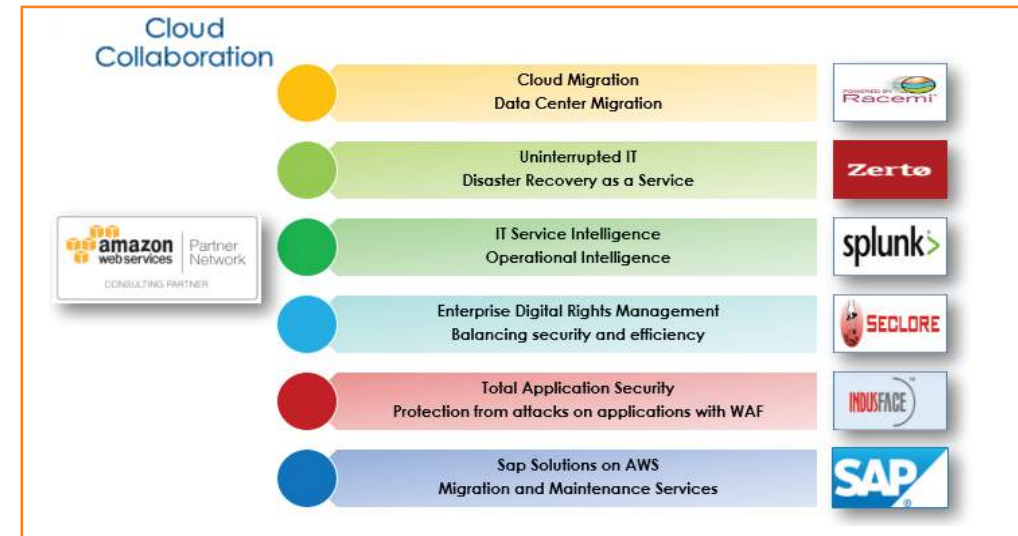 Cloud
Collaboration
Cloud Migration
Data Center Migration
POWERED BY
Racemi
Uninterrupted IT
Disaster Recovery as a Service
Zerto
amazon
web services
Partner
Network
CONSULTING PARTNER
IT Service Intelligence
Operational Intelligence
splunk>
Enterprise Digital Rights Management
Balancing security and efficiency
SECLORE
Total Application Security
Protection from attacks on applications with WAF
INDUSFACE
TM
Sap Solutions on AWS
Migration and Maintenance Services
SAP
®